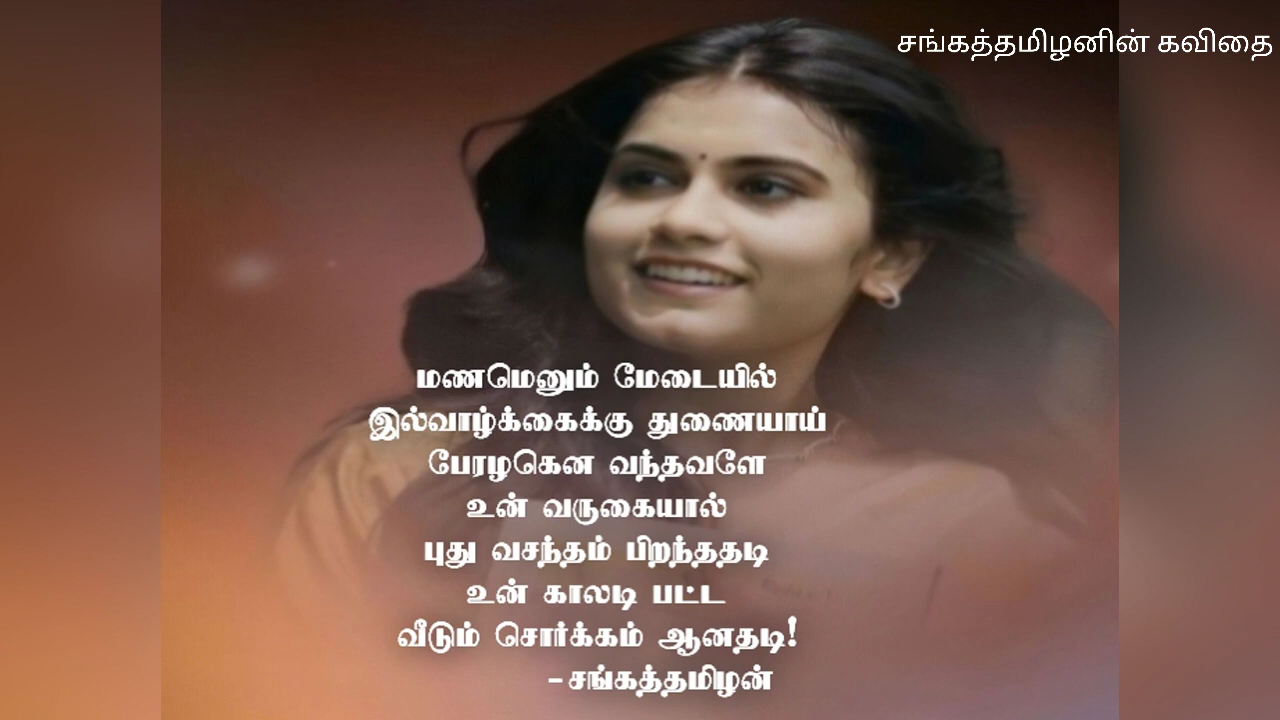 சங்கத்தமிழனின் கவிதை
மணமெனும் மேடையில்
இல்வாழ்க்கைக்கு துணையாய்
பேரழகென வந்தவளே
உன் வருகையால்
புது வசந்தம் பிறந்ததடி
உன் காலடி பட்ட
வீடும் சொர்க்கம் ஆனதடி!
-சங்கத்தமிழன்